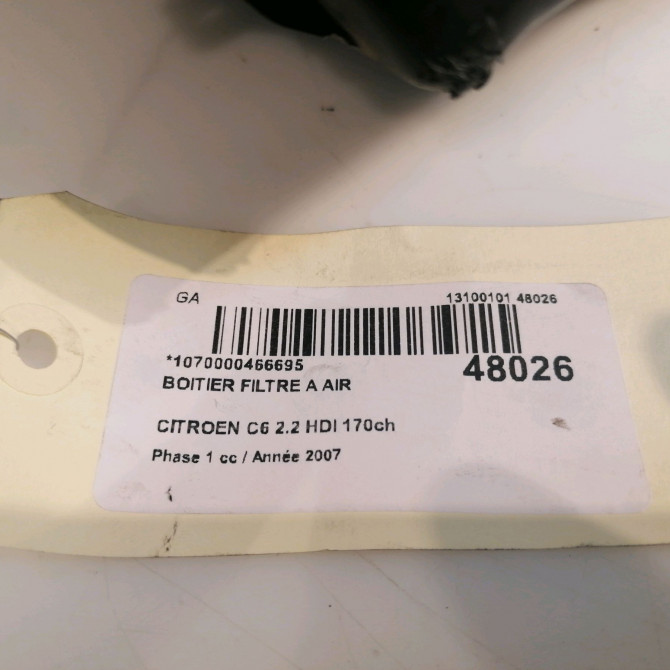 GA 13100101 48026
*1070000466695 48026
BOITIER FILTRE A AIR
CITROEN C6 2.2 HDI 170ch
Phase 1 cc / Année 2007